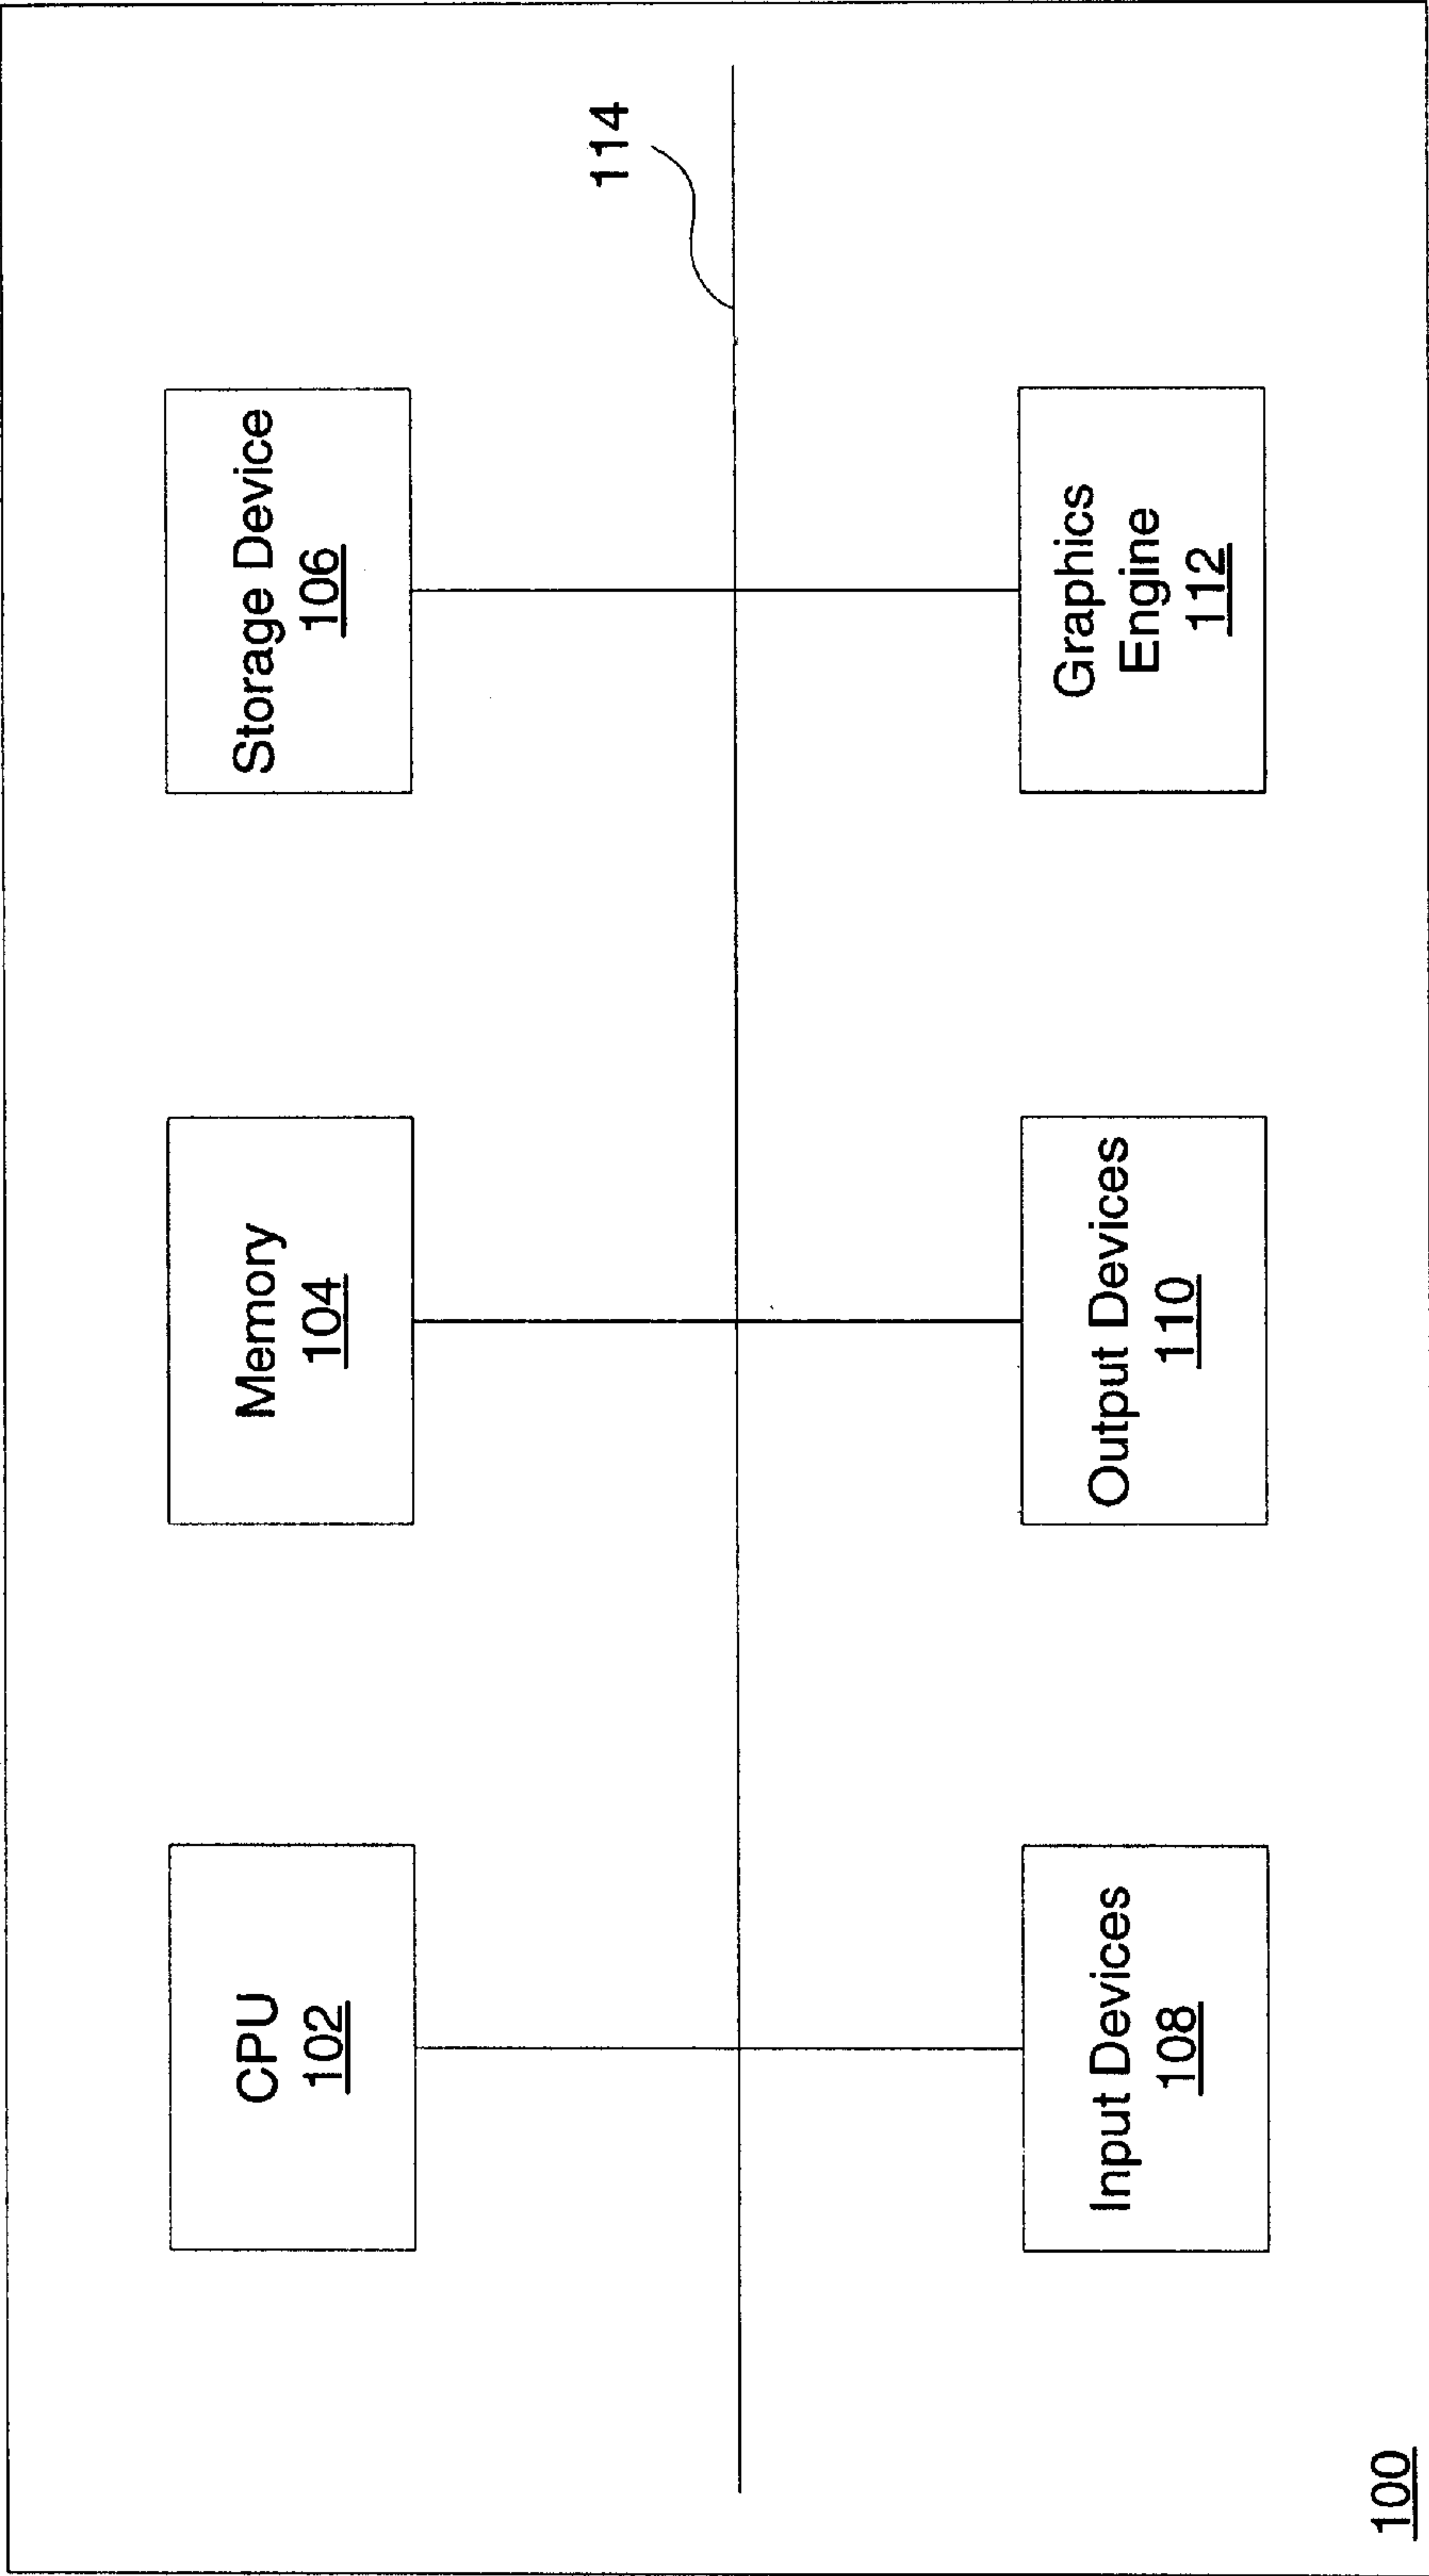 CPU
102
Memory
104
Storage Device
106
114
Input Devices
108
Output Devices
110
Graphics
Engine
112
100